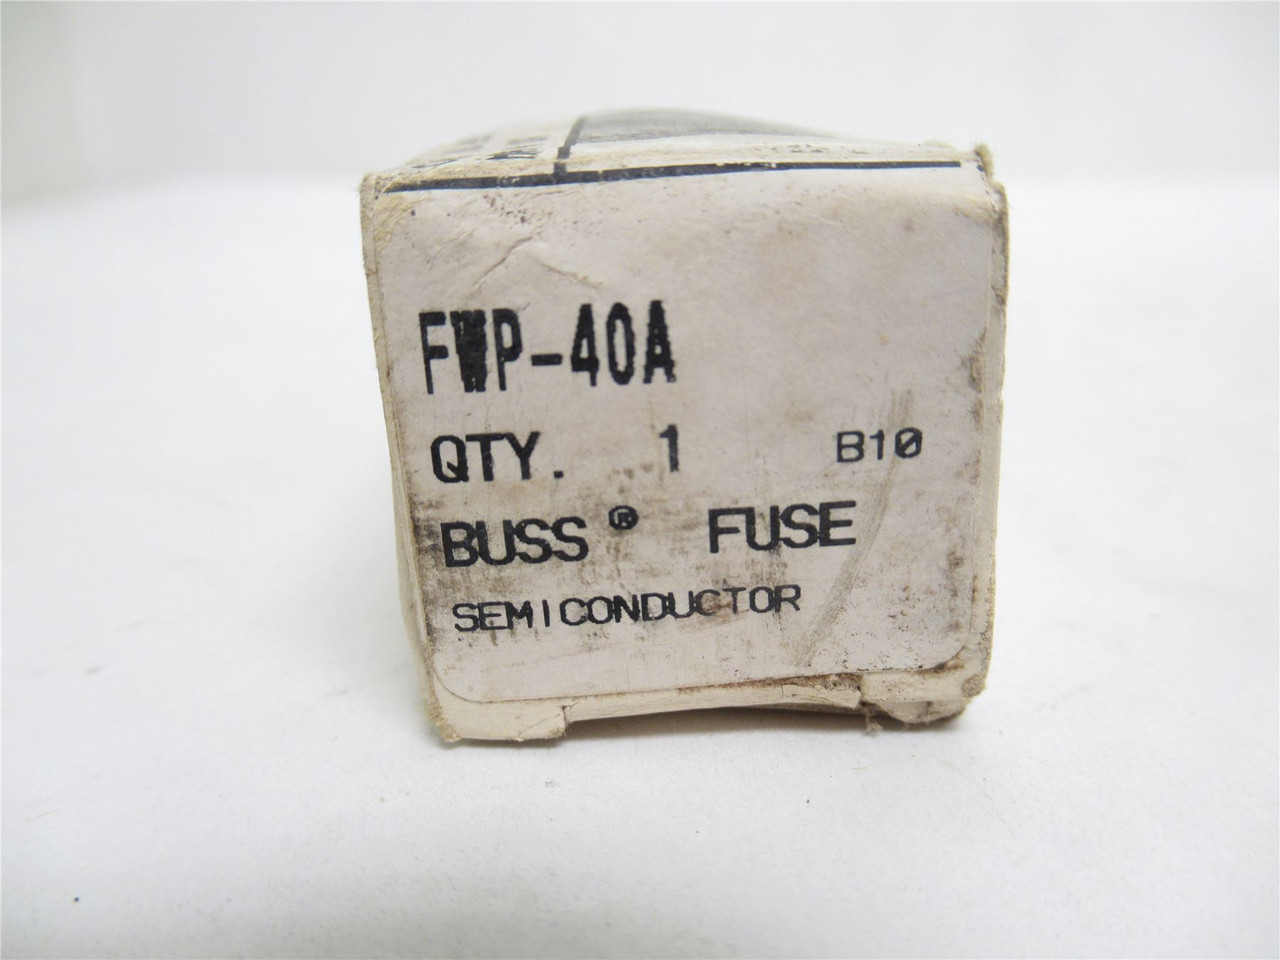 FWP-40A
QTY. 1 B10
BUSS® FUSE
SEMICONDUCTOR